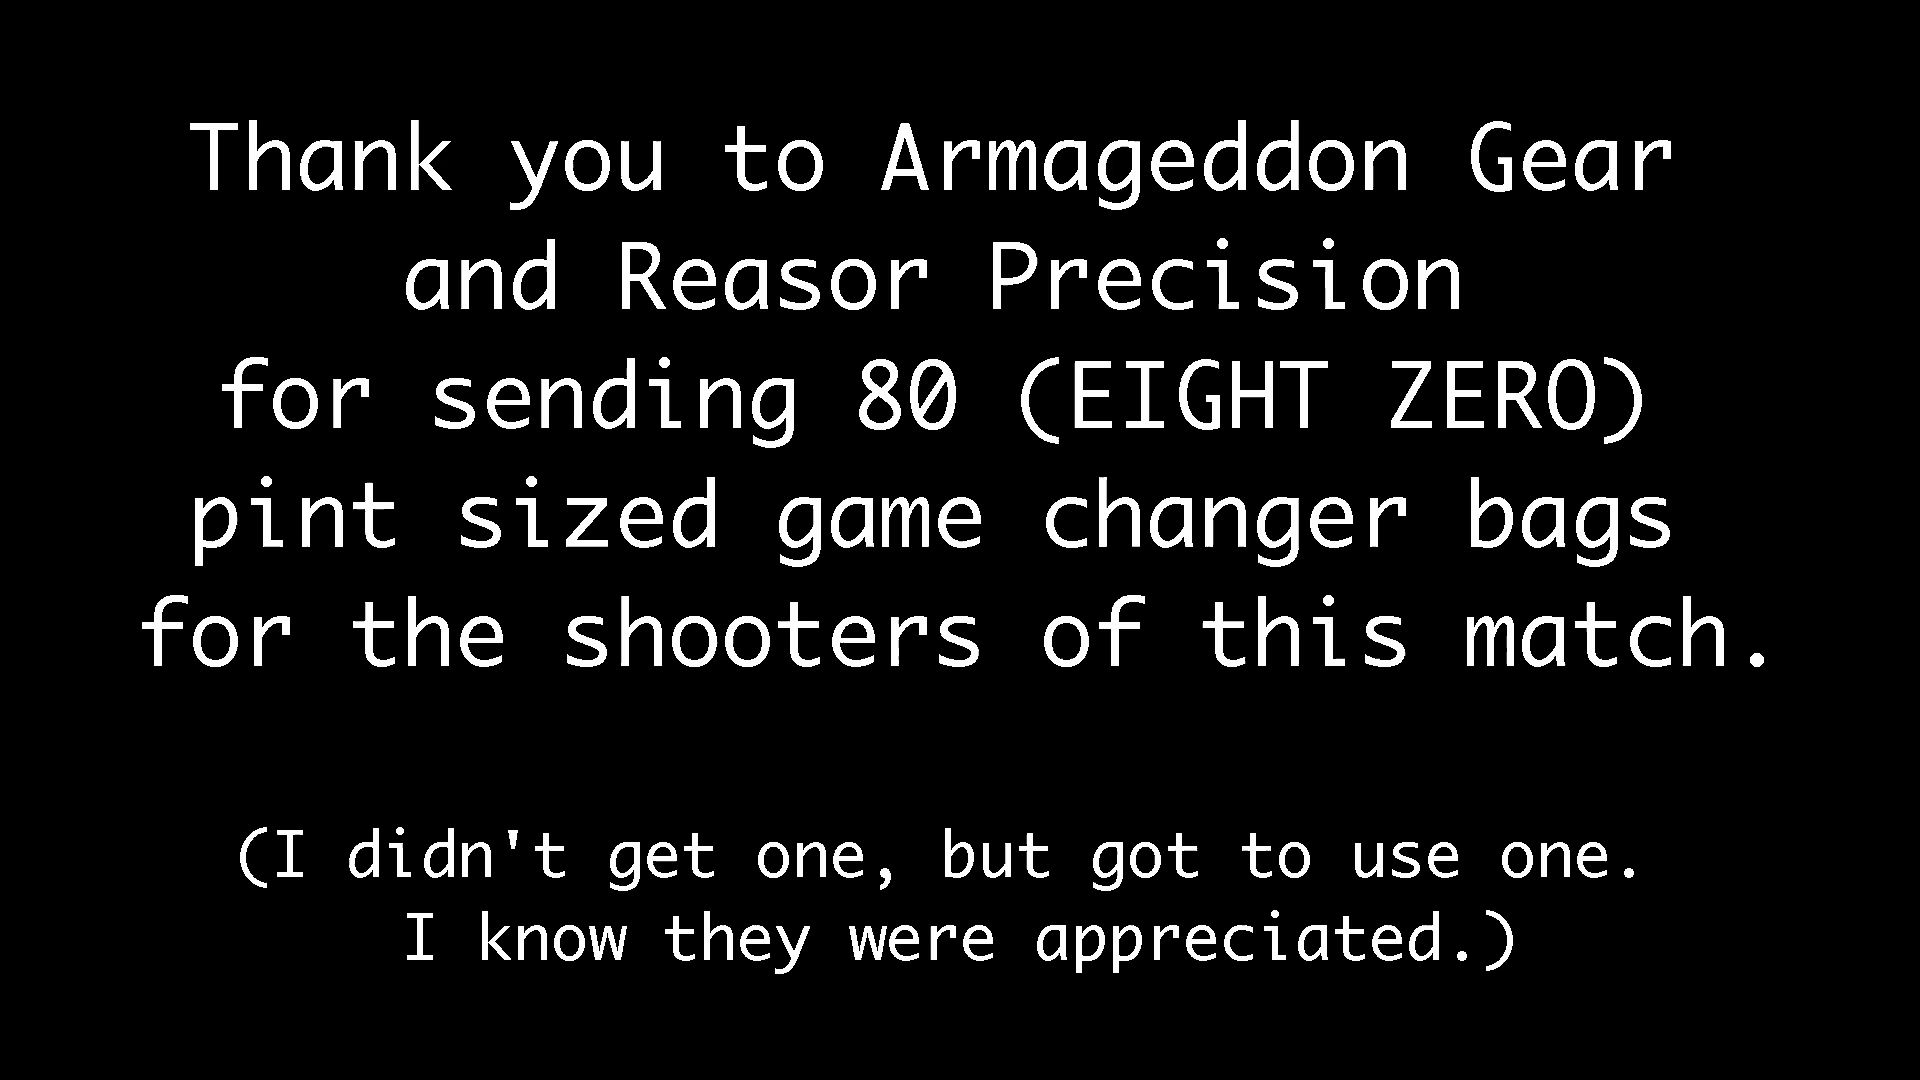 Thank you to Armageddon Gear
and Reasor Precision
for sending 80 (EIGHT ZERO)
pint sized game changer bags
for the shooters of this match.
(I didn't get one, but got to use one.
I know they were appreciated.)